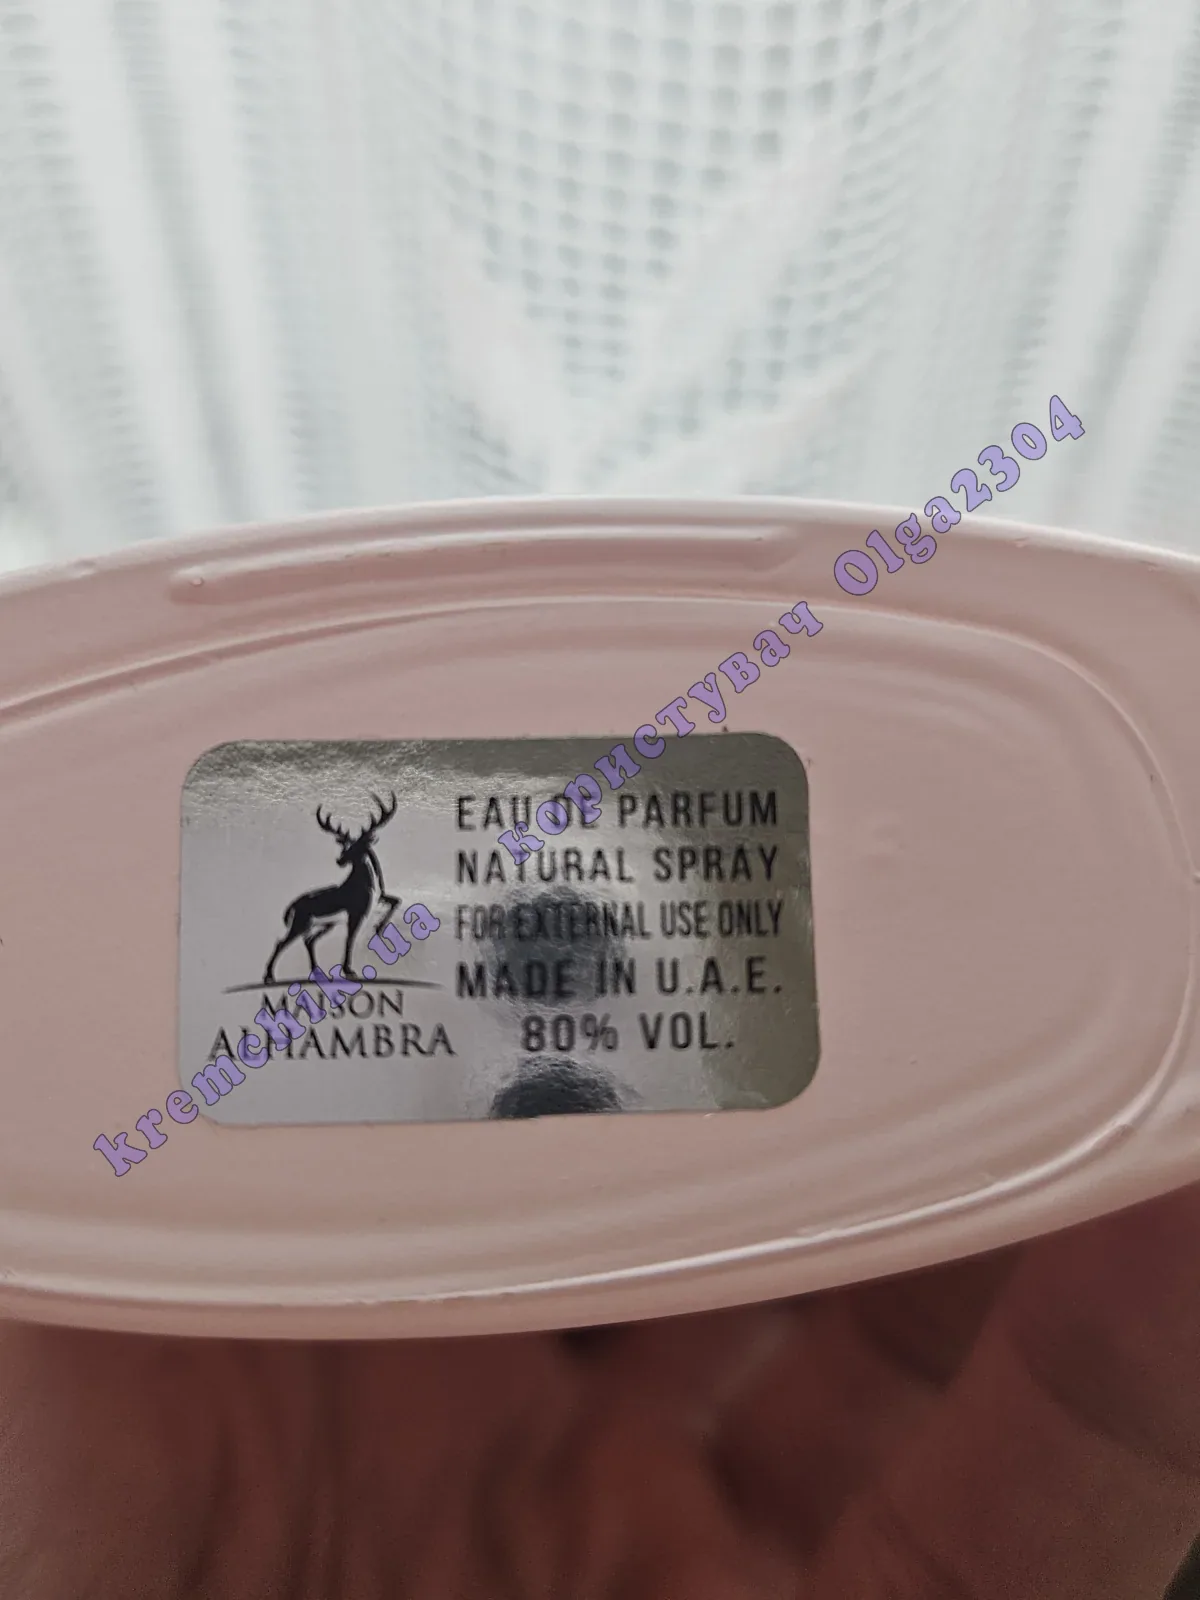 EAU DE PARFUM
NATURAL SPRAY
FOR EXTERNAL USE ONLY
MADE IN U.A.E.
80% VOL.
MAISON
ALHAMBRA
kremchik.ua користувач Olga2304